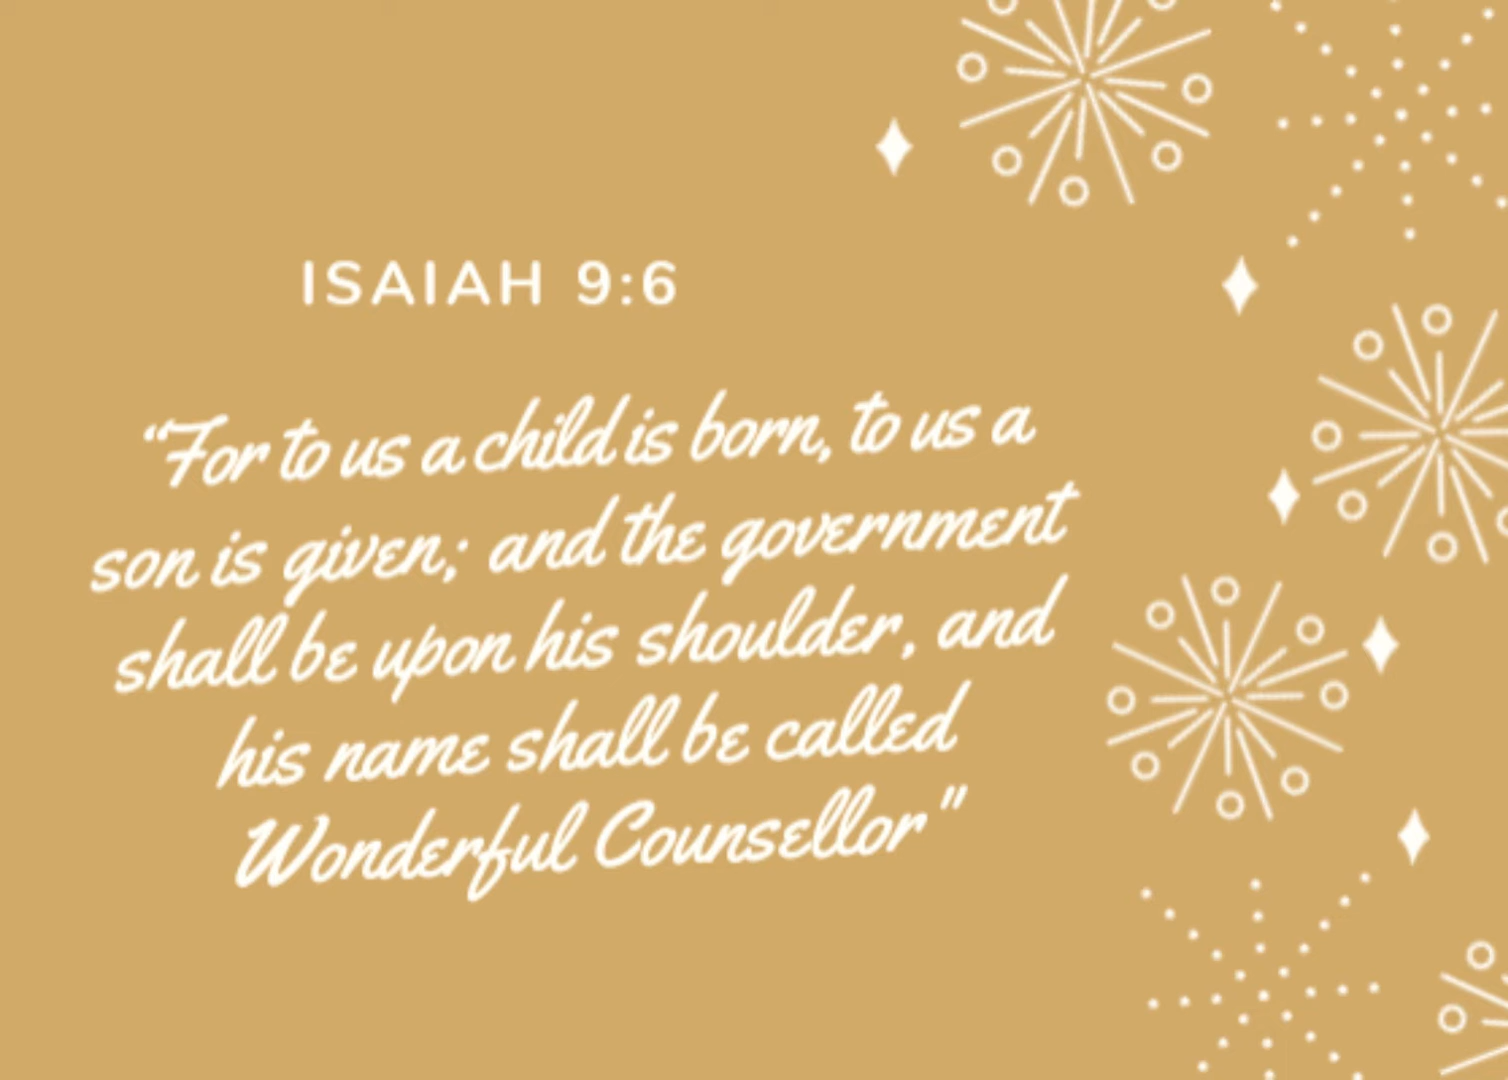 ISAIAH 9:6
“For to us a child is born, to us a
son is given; and the government
shall be upon his shoulder, and
his name shall be called
Wonderful Counsellor"